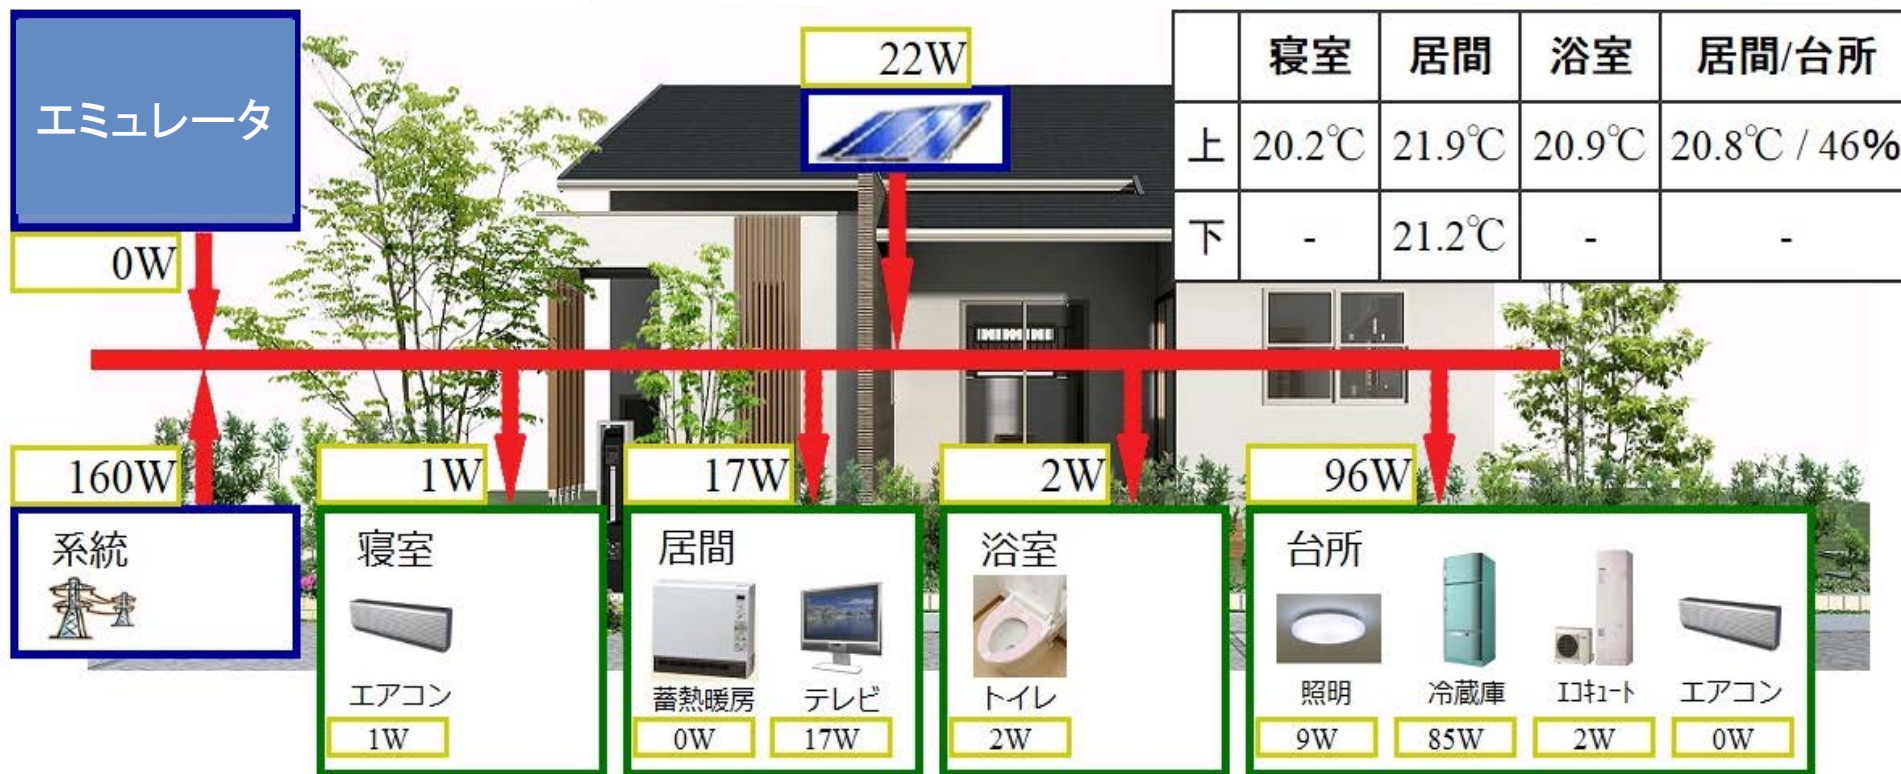 エミュレータ
22W
寝室 居間 浴室 居間/台所
上 20.2℃ 21.9℃ 20.9℃ 20.8℃ / 46%
下 - 21.2℃ - -
0W
160W
1W
17W
2W
96W
系統
寝室
エアコン
1W
居間
蓄熱暖房 テレビ
0W 17W
浴室
トイレ
2W
台所
照明 冷蔵庫 ｴｺｷｭｰﾄ エアコン
9W 85W 2W 0W